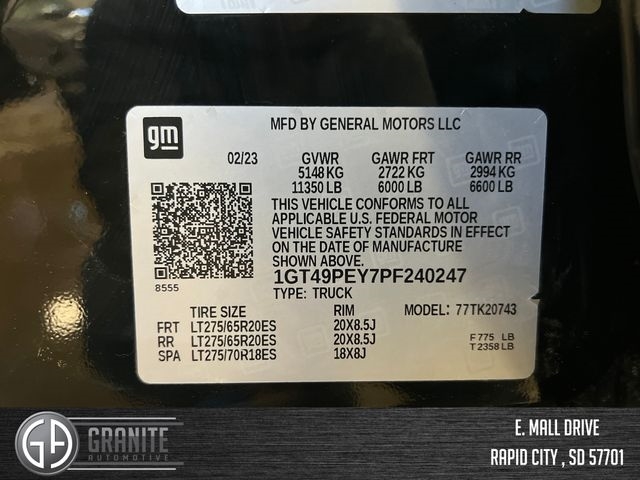 gm
MFD BY GENERAL MOTORS LLC
02/23 GVWR GAWR FRT GAWR RR
5148 KG 2722 KG 2994 KG
11350 LB 6000 LB 6600 LB
THIS VEHICLE CONFORMS TO ALL
APPLICABLE U.S. FEDERAL MOTOR
VEHICLE SAFETY STANDARDS IN EFFECT
ON THE DATE OF MANUFACTURE
SHOWN ABOVE.
8555
1GT49PEY7PF240247
TYPE: TRUCK
TIRE SIZE RIM MODEL: 77TK20743
FRT LT275/65R20ES 20X8.5J
RR LT275/65R20ES 20X8.5J F 775 LB
SPA LT275/70R18ES 18X8J T 2358 LB
GA GRANITE
AUTOMOTIVE
E. MALL DRIVE
RAPID CITY , SD 57701